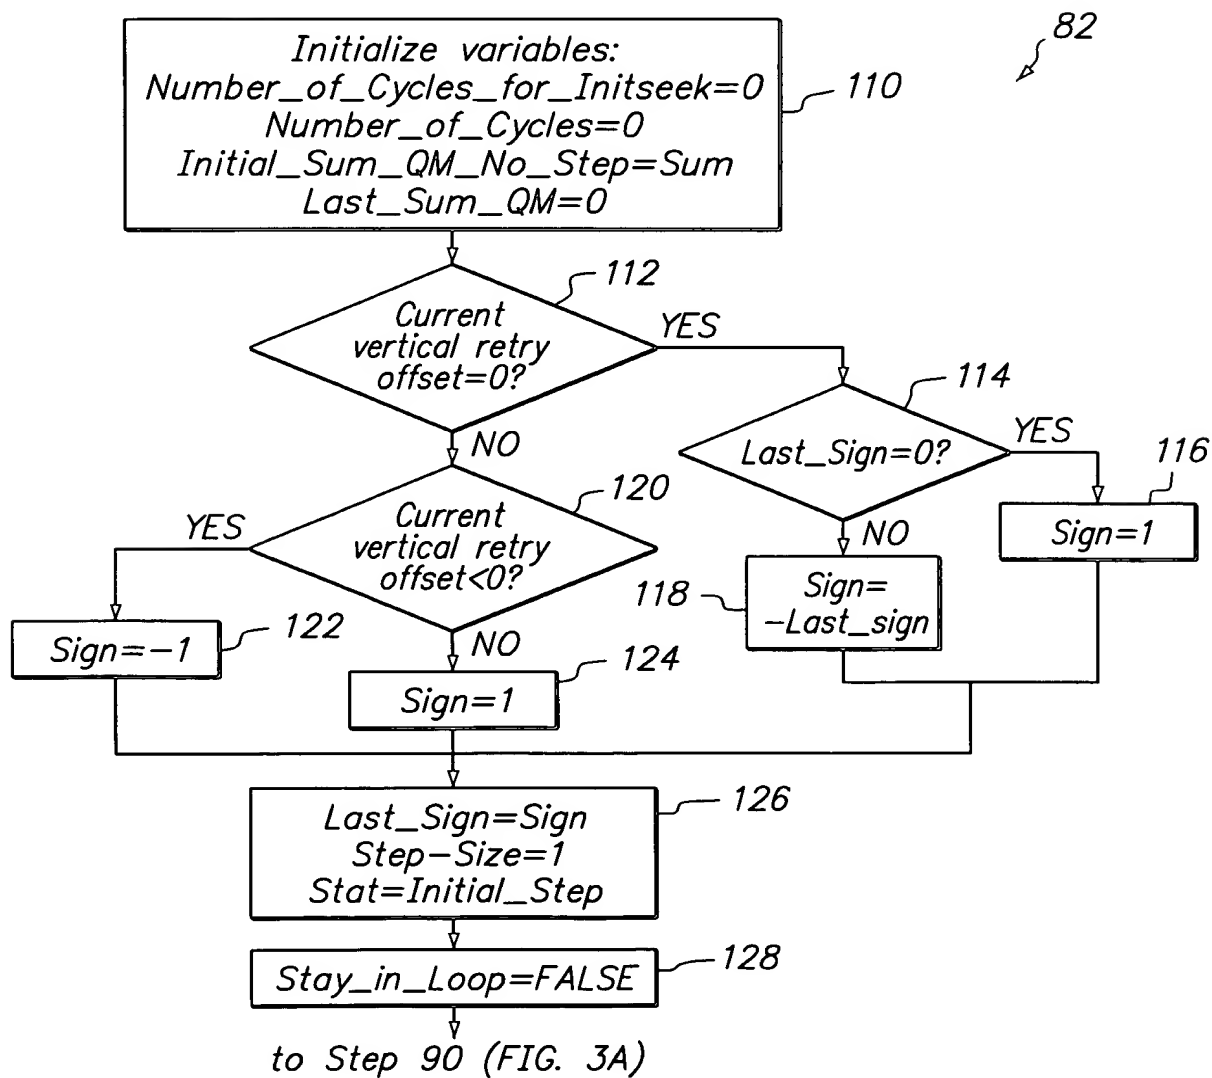 82
Initialize variables:
Number_of_Cycles_for_Initseek=0
Number_of_Cycles=0
Initial_Sum_QM_No_Step=Sum
Last_Sum_QM=0
110
112
Current
vertical retry
offset=0?
YES
NO
114
Last_Sign=0?
YES
NO
116
Sign=1
118
Sign=
-Last_sign
120
Current
vertical retry
offset<0?
YES
NO
122
Sign=-1
124
Sign=1
126
Last_Sign=Sign
Step-Size=1
Stat=Initial_Step
128
Stay_in_Loop=FALSE
to Step 90 (FIG. 3A)